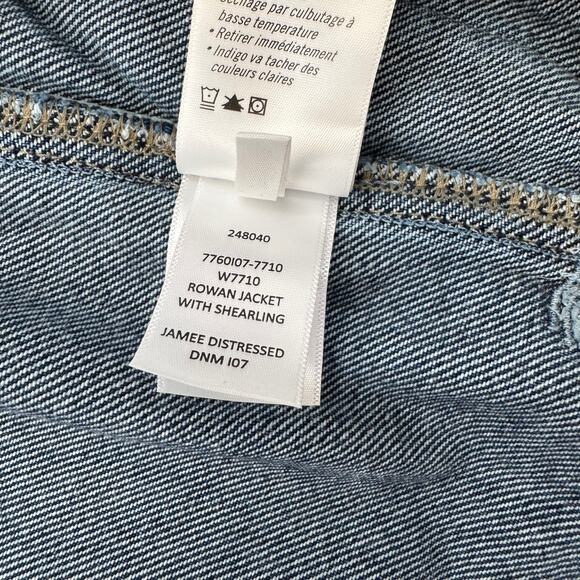 séchage par culbutage à
basse temperature
• Retirer immédiatement
• Indigo va tacher des
couleurs claires
248040
7760I07-7710
W7710
ROWAN JACKET
WITH SHEARLING
JAMEE DISTRESSED
DNM I07